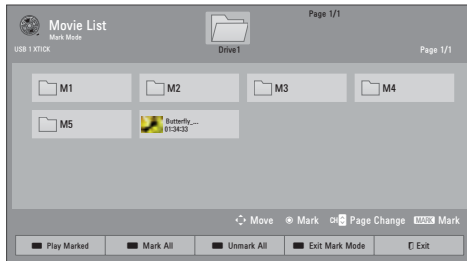 Movie List
Mark Mode
USB 1 XTICK
Drive1
Page 1/1
Page 1/1
M1
M2
M3
M4
M5
Butterfly_...
01:34:33
Move
Mark
CH
Page Change
MARK
Mark
Play Marked
Mark All
Unmark All
Exit Mark Mode
Exit